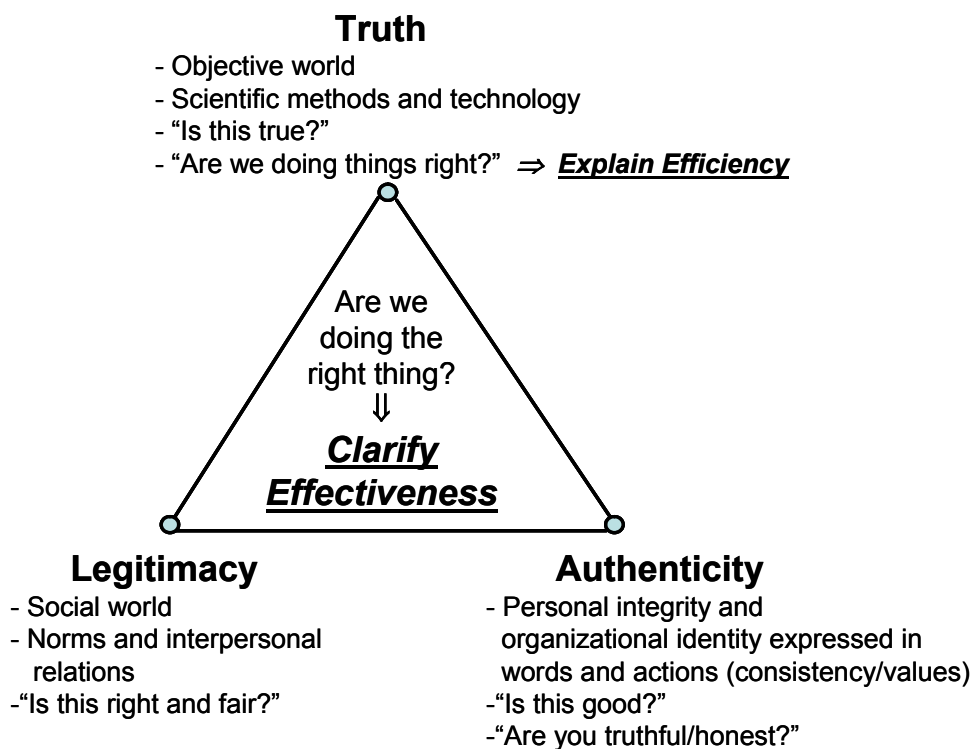 Truth
- Objective world
- Scientific methods and technology
- “Is this true?”
- “Are we doing things right?” ⇒ Explain Efficiency
Are we
doing the
right thing?
⇓
Clarify
Effectiveness
Legitimacy
- Social world
- Norms and interpersonal
relations
-“Is this right and fair?”
Authenticity
- Personal integrity and
organizational identity expressed in
words and actions (consistency/values)
-“Is this good?”
-“Are you truthful/honest?”